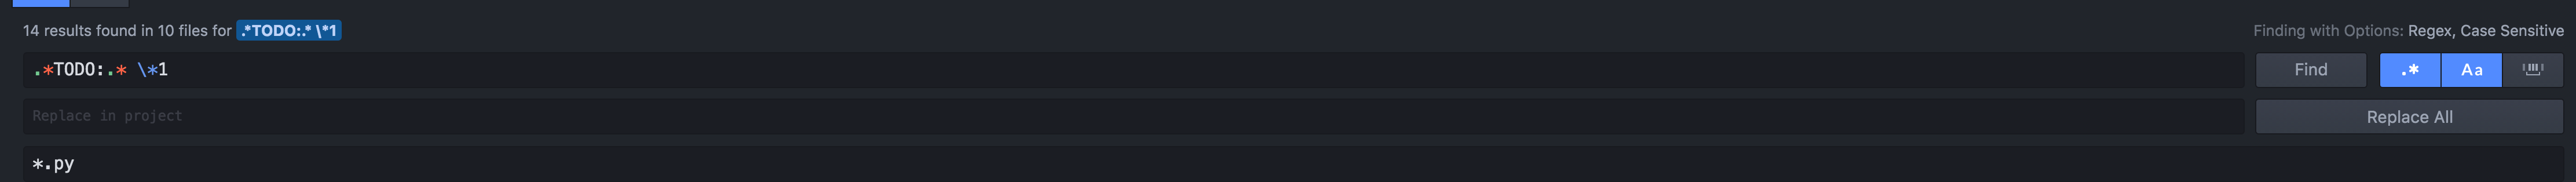 14 results found in 10 files for .*TODO:.* \*1
Finding with Options: Regex, Case Sensitive
.*TODO:.* \*1
Find
.*
Aa
Replace in project
Replace All
*.py